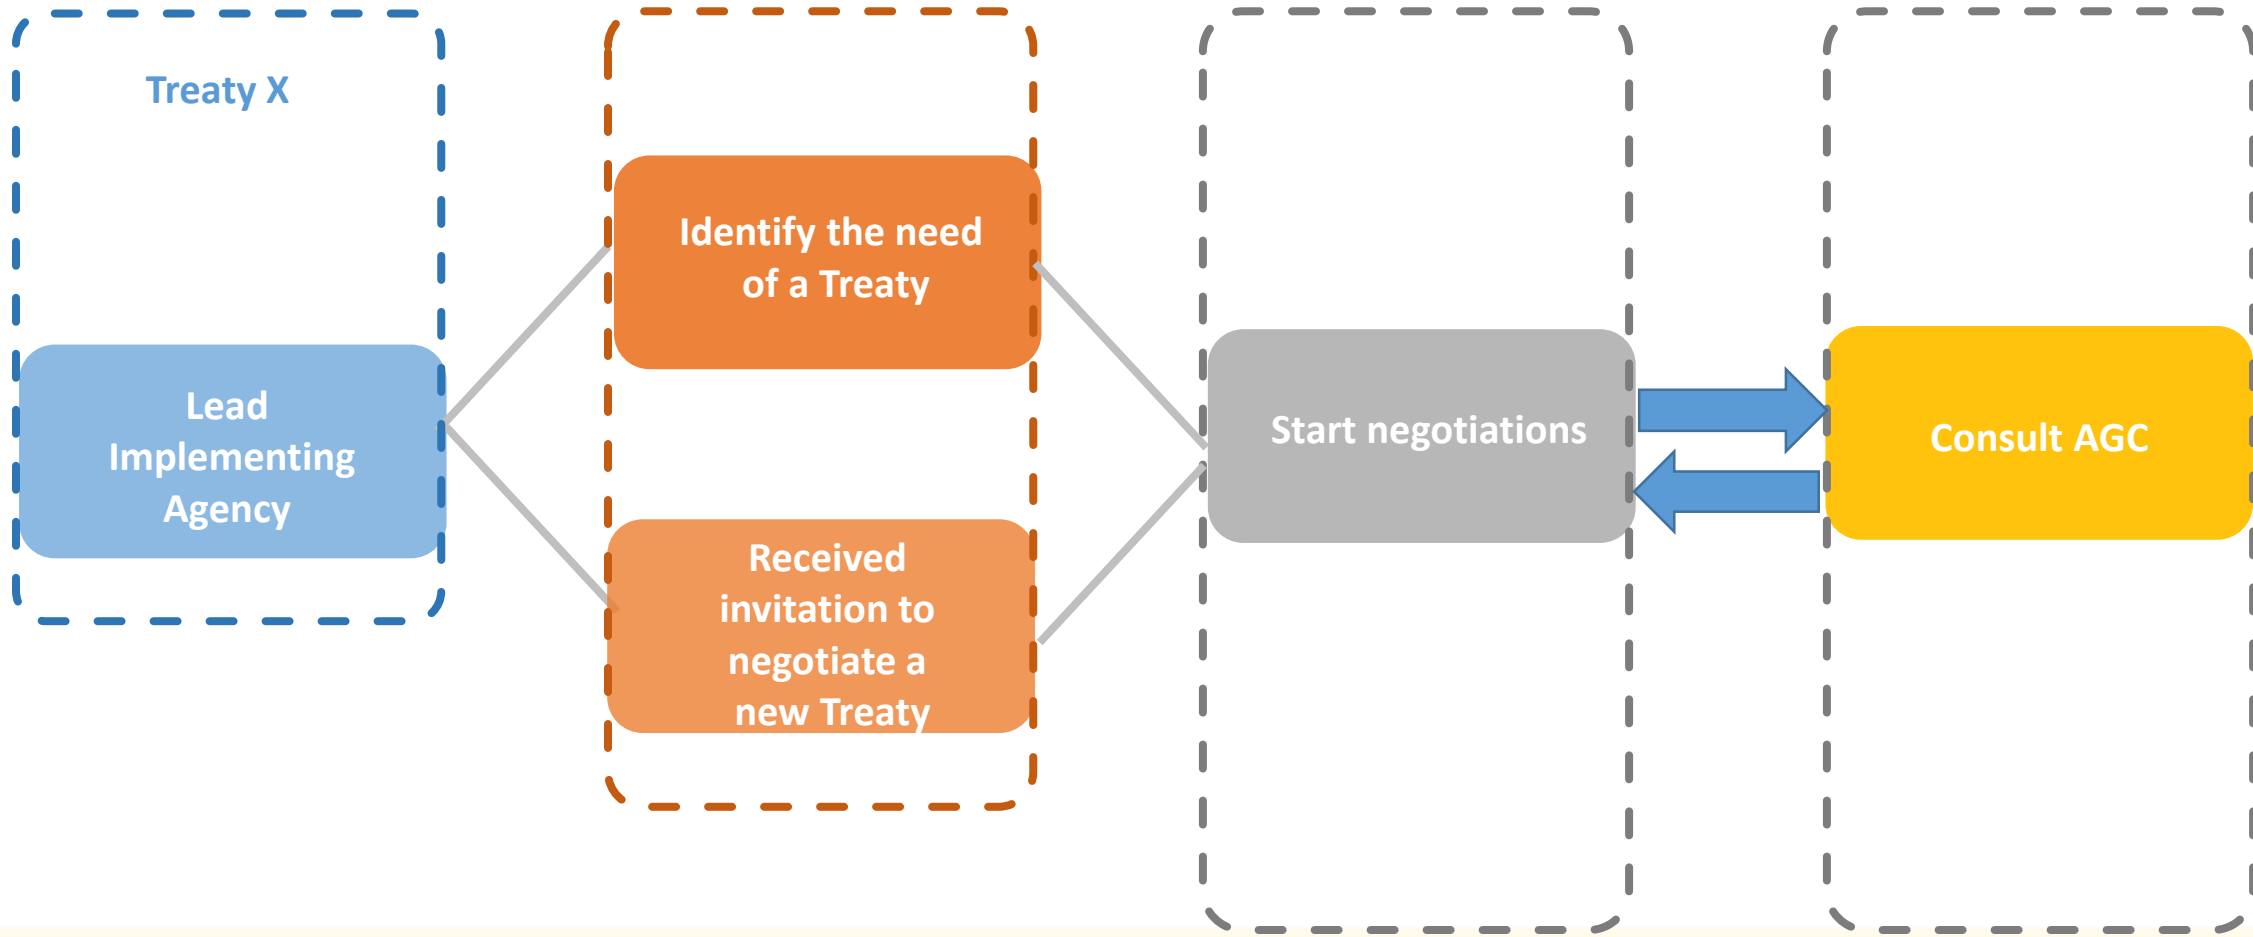 Treaty X
Lead
Implementing
Agency
Identify the need
of a Treaty
Received
invitation to
negotiate a
new Treaty
Start negotiations
Consult AGC